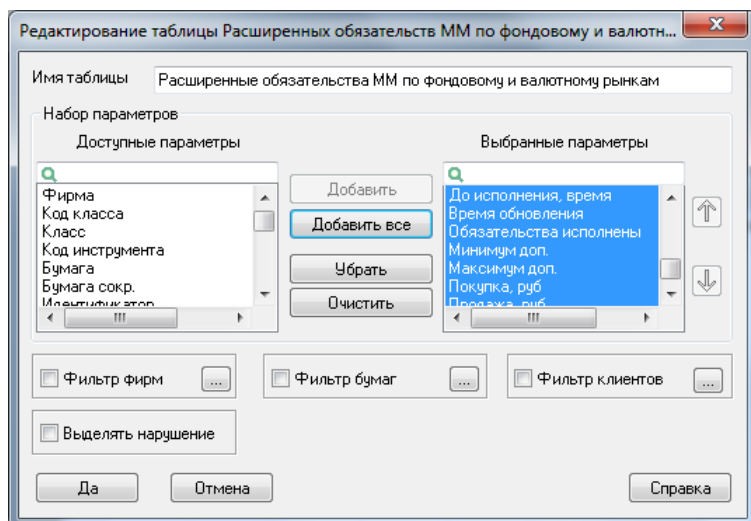 Редактирование таблицы Расширенных обязательств ММ по фондовому и валютн...
Имя таблицы
Расширенные обязательства ММ по фондовому и валютному рынкам
Набор параметров
Доступные параметры
Выбранные параметры
Фирма
Код класса
Класс
Код инструмента
Бумага
Бумага сокр.
Идентификатор
Добавить
Добавить все
Убрать
Очистить
До исполнения, время
Время обновления
Обязательства исполнены
Минимум доп.
Максимум доп.
Покупка, руб
Продажа, руб
Фильтр фирм ...
Фильтр бумаг ...
Фильтр клиентов ...
Выделять нарушение
Да
Отмена
Справка